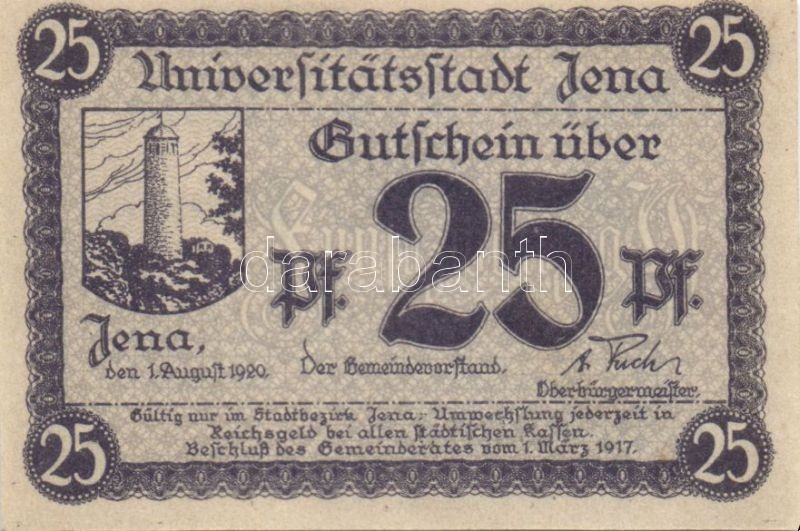 25 25
Universitätsstadt Jena
Gutschein über
Pf. 25 Pf.
darabanth
Jena,
den 1. August 1920. Der Gemeindevorstand.
Oberbürgermeister.
Gültig nur im Stadtbezirk Jena; Umwechslung jederzeit in
Reichsgeld bei allen städtischen Kassen.
Beschluß des Gemeinderates vom 1. März 1917.
25 25